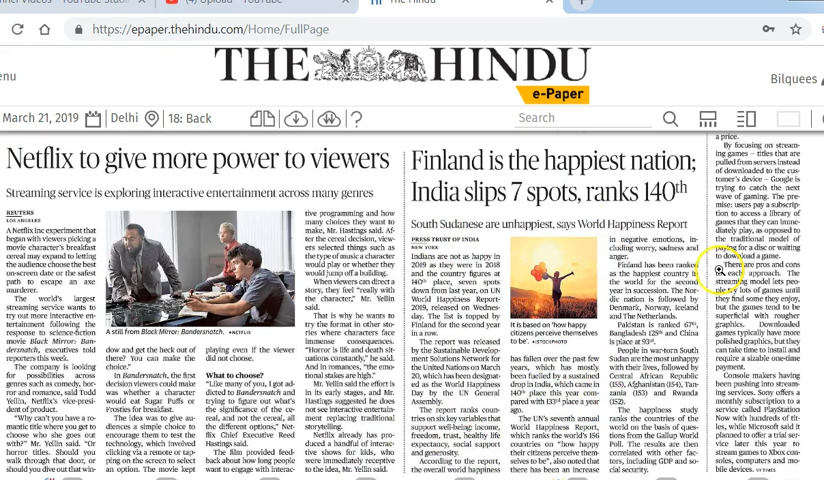 nnel Videos - YouTube Studi
(4) Upload - YouTube
The Hindu
https://epaper.thehindu.com/Home/FullPage
THE HINDU
e-Paper
enu
Bilquees
March 21, 2019
Delhi
18: Back
?
Search
Netflix to give more power to viewers
Streaming service is exploring interactive entertainment across many genres
REUTERS
LOS ANGELES
A Netflix Inc experiment that
began with viewers picking a
movie character's breakfast
cereal may expand to letting
the audience choose the best
on-screen date or the safest
path to escape an axe
murderer.
The world's largest
streaming service wants to
try out more interactive en-
tertainment following the
response to science-fiction
movie Black Mirror: Ban-
dersnatch, executives told
reporters this week.
The company is looking
for possibilities across
genres such as comedy, hor-
ror and romance, said Todd
Yellin, Netflix's vice-presi-
dent of product.
"Why can't you have a
romantic title where you get to
choose who she goes out
with?" Mr. Yellin said. "Or
horror titles. Should you
walk through that door, or
should you dive out that win-
A still from Black Mirror: Bandersnatch. •NETFLIX
dow and get the heck out of
there? You can make the
choice."
In Bandersnatch, the first
decision viewers could make
was whether a character
would eat Sugar Puffs or
Frosties for breakfast.
The idea was to give au-
diences a simple choice to
encourage them to test the
technology, which involved
clicking via a remote or tap-
ping on the screen to select
an option. The movie kept
playing even if the viewer
did not choose.
What to choose?
"Like many of you, I got ad-
dicted to Bandersnatch and
trying to figure out what's
the significance of the ce-
real, and not the cereal, all
the different options," Net-
flix Chief Executive Reed
Hastings said.
The film provided feed-
back about how long people
want to engage with interac-
tive programming and how
many choices they want to
make, Mr. Hastings said. Af-
ter the cereal decision, view-
ers selected things such as
the type of music a character
would play or whether they
would jump off a building.
When viewers can direct a
story, they feel "really with
the character," Mr. Yellin
said.
That is why he wants to
try the format in other stor-
ies where characters face
immense consequences.
"Horror is life and death sit-
uations constantly," he said.
And in romances, "the emo-
tional stakes are high."
Mr. Yellin said the effort is
in its early stages, and Mr.
Hastings suggested he does
not see interactive entertain-
ment replacing traditional
storytelling.
Netflix already has pro-
duced a handful of interac-
tive shows for kids, who
were immediately receptive
to the idea, Mr. Yellin said.
Finland is the happiest nation;
India slips 7 spots, ranks 140th
South Sudanese are unhappiest, says World Happiness Report
PRESS TRUST OF INDIA
NEW YORK
Indians are not as happy in
2019 as they were in 2018
and the country figures at
140th place, seven spots
down from last year, on UN
World Happiness Report-
2019, released on Wednes-
day. The list is topped by
Finland for the second year
in a row.
The report was released
by the Sustainable Develop-
ment Solutions Network for
the United Nations on March
20, which has been designat-
ed as the World Happiness
Day by the UN General
Assembly.
The report ranks coun-
tries on six key variables that
support well-being: income,
freedom, trust, healthy life
expectancy, social support
and generosity.
According to the report,
the overall world happiness
It is based on 'how happy
citizens perceive themselves
to be'. •ISTOCKPHOTO
has fallen over the past few
years, which has mostly
been fuelled by a sustained
drop in India, which came in
140th place this year com-
pared with 133rd place a year
ago.
The UN's seventh annual
World Happiness Report,
which ranks the world's 156
countries on "how happy
their citizens perceive them-
selves to be", also noted that
there has been an increase
in negative emotions, in-
cluding worry, sadness and
anger.
Finland has been ranked
as the happiest country in
the world for the second
year in succession. The Nor-
dic nation is followed by
Denmark, Norway, Iceland
and The Netherlands.
Pakistan is ranked 67th,
Bangladesh 125th and China
is place at 93rd.
People in war-torn South
Sudan are the most unhappy
with their lives, followed by
Central African Republic
(155), Afghanistan (154), Tan-
zania (153) and Rwanda
(152).
The happiness study
ranks the countries of the
world on the basis of ques-
tions from the Gallup World
Poll. The results are then
correlated with other fac-
tors, including GDP and so-
cial security.
a price.
By focusing on stream-
ing games – titles that are
pulled from servers instead
of downloaded to the cus-
tomer's device – Google is
trying to catch the next
wave of gaming. The pre-
mise: users pay a subscrip-
tion to access a library of
games that they can imme-
diately play, as opposed to
the traditional model of
paying for a disc or waiting
to download a game.
There are pros and cons
to each approach. The
streaming model lets peo-
ple try lots of games until
they find some they enjoy,
but the games tend to be
superficial with rougher
graphics. Downloaded
games typically have more
polished graphics, but they
can take time to install and
require a sizable one-time
payment.
Console makers having
been pushing into stream-
ing services. Sony offers a
monthly subscription to a
service called PlayStation
Now with hundreds of ti-
tles, while Microsoft said it
planned to offer a trial ser-
vice later this year to
stream games to Xbox con-
soles, computers and mo-
bile devices. NY TIMES